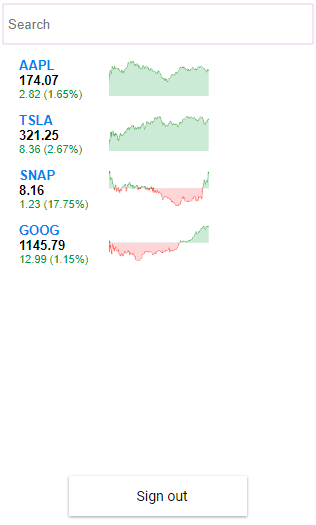 Search
AAPL
174.07
2.82 (1.65%)
TSLA
321.25
8.36 (2.67%)
SNAP
8.16
1.23 (17.75%)
GOOG
1145.79
12.99 (1.15%)
Sign out